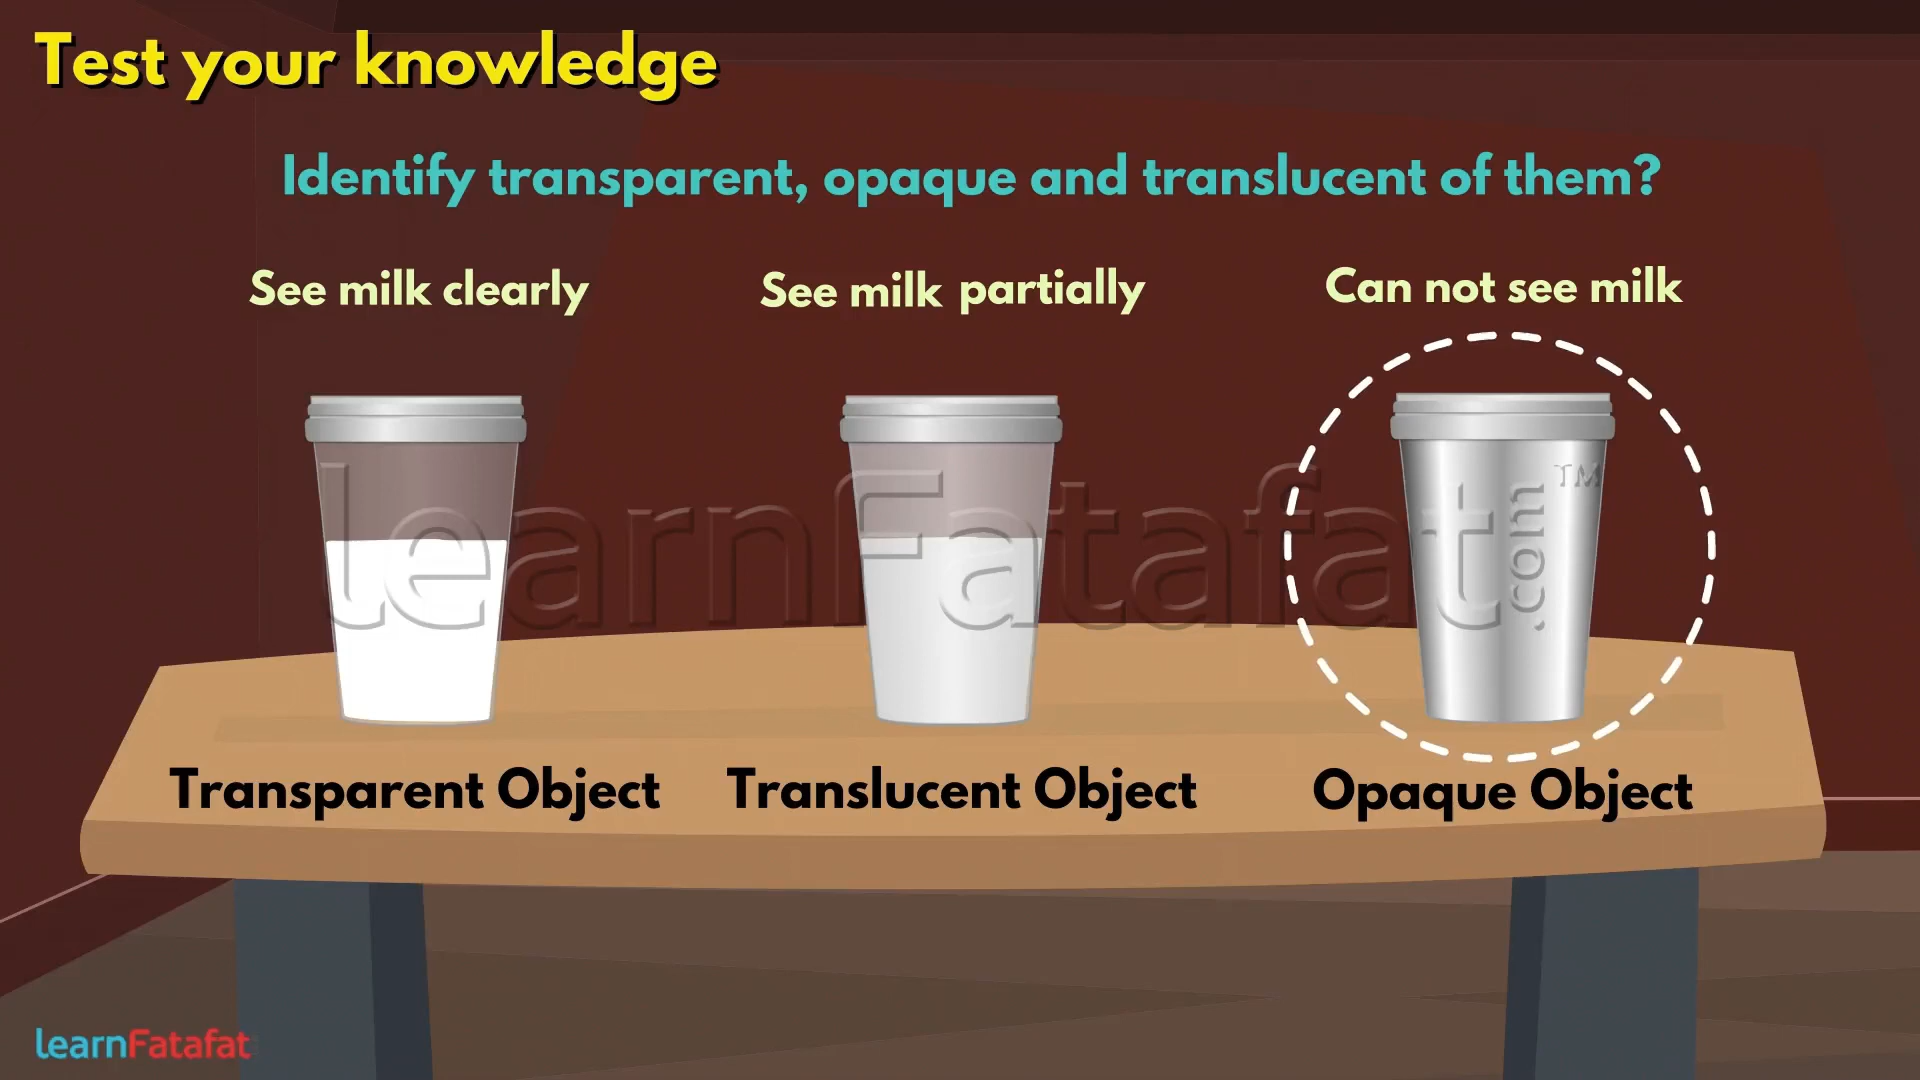 Test your knowledge
Identify transparent, opaque and translucent of them?
See milk clearly
See milk partially
Can not see milk
learnFatafat.com™
Transparent Object
Translucent Object
Opaque Object
learnFatafat